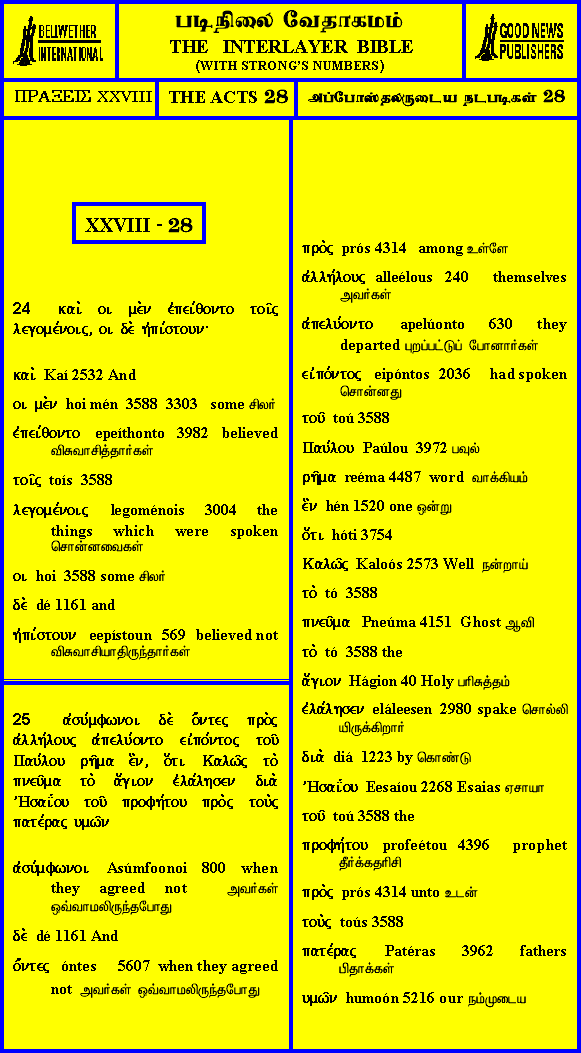 BELLWETHER
INTERNATIONAL
படிநிலை வேதாகமம்
THE INTERLAYER BIBLE
(WITH STRONG'S NUMBERS)
GOOD NEWS
PUBLISHERS
ΠΡΑΞΕΙΣ XXVIII
THE ACTS 28
அப்போஸ்தலருடைய நடபடிகள் 28
XXVIII - 28
24 καὶ οι μὲν ἐπείθοντο τοῖς
λεγομένοις, οι δὲ ἠπίστουν·
καὶ Kaí 2532 And
οι μὲν hoi mén 3588 3303 some சிலர்
ἐπείθοντο epeíthonto 3982 believed
விசுவாசித்தார்கள்
τοῖς toís 3588
λεγομένοις legoménois 3004 the
things which were spoken
சொன்னவைகள்
οι hoi 3588 some சிலர்
δὲ dé 1161 and
ἠπίστουν eepístoun 569 believed not
விசுவாசியாதிருந்தார்கள்
25 ἀσύμφωνοι δὲ ὄντες πρὸς
ἀλλήλους ἀπελύοντο εἰπόντος τοῦ
Παύλου ρῆμα ἓν, ὅτι Καλῶς τὸ
πνεῦμα τὸ ἅγιον ἐλάλησεν διὰ
Ἠσαΐου τοῦ προφήτου πρὸς τοὺς
πατέρας υμῶν
ἀσύμφωνοι Asúmfoonoi 800 when
they agreed not அவர்கள்
ஒவ்வாமலிருந்தபோது
δὲ dé 1161 And
ὄντες óntes 5607 when they agreed
not அவர்கள் ஒவ்வாமலிருந்தபோது
πρὸς prós 4314 among உள்ளே
ἀλλήλους alleélous 240 themselves
அவர்கள்
ἀπελύοντο apelúonto 630 they
departed புறப்பட்டுப் போனார்கள்
εἰπόντος eipóntos 2036 had spoken
சொன்னது
τοῦ toú 3588
Παύλου Paúlou 3972 பவுல்
ρῆμα reéma 4487 word வாக்கியம்
ἓν hén 1520 one ஒன்று
ὅτι hóti 3754
Καλῶς Kaloós 2573 Well நன்றாய்
τὸ tó 3588
πνεῦμα Pneúma 4151 Ghost ஆவி
τὸ tó 3588 the
ἅγιον Hágion 40 Holy பரிசுத்தம்
ἐλάλησεν eláleesen 2980 spake சொல்லி
யிருக்கிறார்
διὰ diá 1223 by கொண்டு
Ἠσαΐου Eesaíou 2268 Esaias ஏசாயா
τοῦ toú 3588 the
προφήτου profeétou 4396 prophet
தீர்க்கதரிசி
πρὸς prós 4314 unto உடன்
τοὺς toús 3588
πατέρας Patéras 3962 fathers
பிதாக்கள்
υμῶν humoón 5216 our நம்முடைய